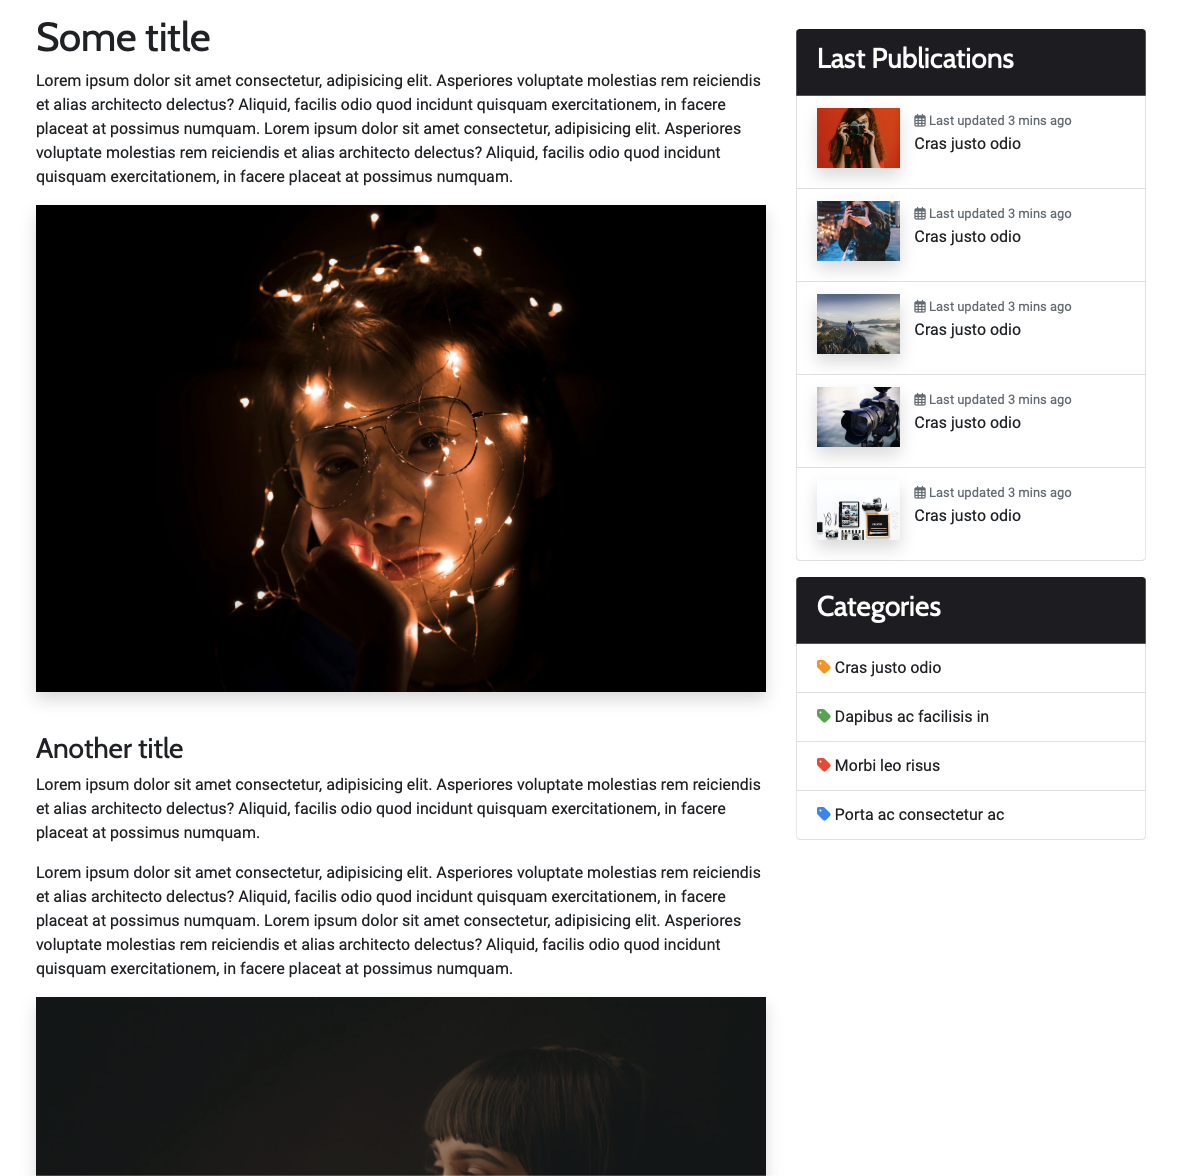 Some title
Lorem ipsum dolor sit amet consectetur, adipisicing elit. Asperiores voluptate molestias rem reiciendis
et alias architecto delectus? Aliquid, facilis odio quod incidunt quisquam exercitationem, in facere
placeat at possimus numquam. Lorem ipsum dolor sit amet consectetur, adipisicing elit. Asperiores
voluptate molestias rem reiciendis et alias architecto delectus? Aliquid, facilis odio quod incidunt
quisquam exercitationem, in facere placeat at possimus numquam.
Another title
Lorem ipsum dolor sit amet consectetur, adipisicing elit. Asperiores voluptate molestias rem reiciendis
et alias architecto delectus? Aliquid, facilis odio quod incidunt quisquam exercitationem, in facere
placeat at possimus numquam.
Lorem ipsum dolor sit amet consectetur, adipisicing elit. Asperiores voluptate molestias rem reiciendis
et alias architecto delectus? Aliquid, facilis odio quod incidunt quisquam exercitationem, in facere
placeat at possimus numquam. Lorem ipsum dolor sit amet consectetur, adipisicing elit. Asperiores
voluptate molestias rem reiciendis et alias architecto delectus? Aliquid, facilis odio quod incidunt
quisquam exercitationem, in facere placeat at possimus numquam.
Last Publications
Last updated 3 mins ago
Cras justo odio
Last updated 3 mins ago
Cras justo odio
Last updated 3 mins ago
Cras justo odio
Last updated 3 mins ago
Cras justo odio
Last updated 3 mins ago
Cras justo odio
Categories
Cras justo odio
Dapibus ac facilisis in
Morbi leo risus
Porta ac consectetur ac